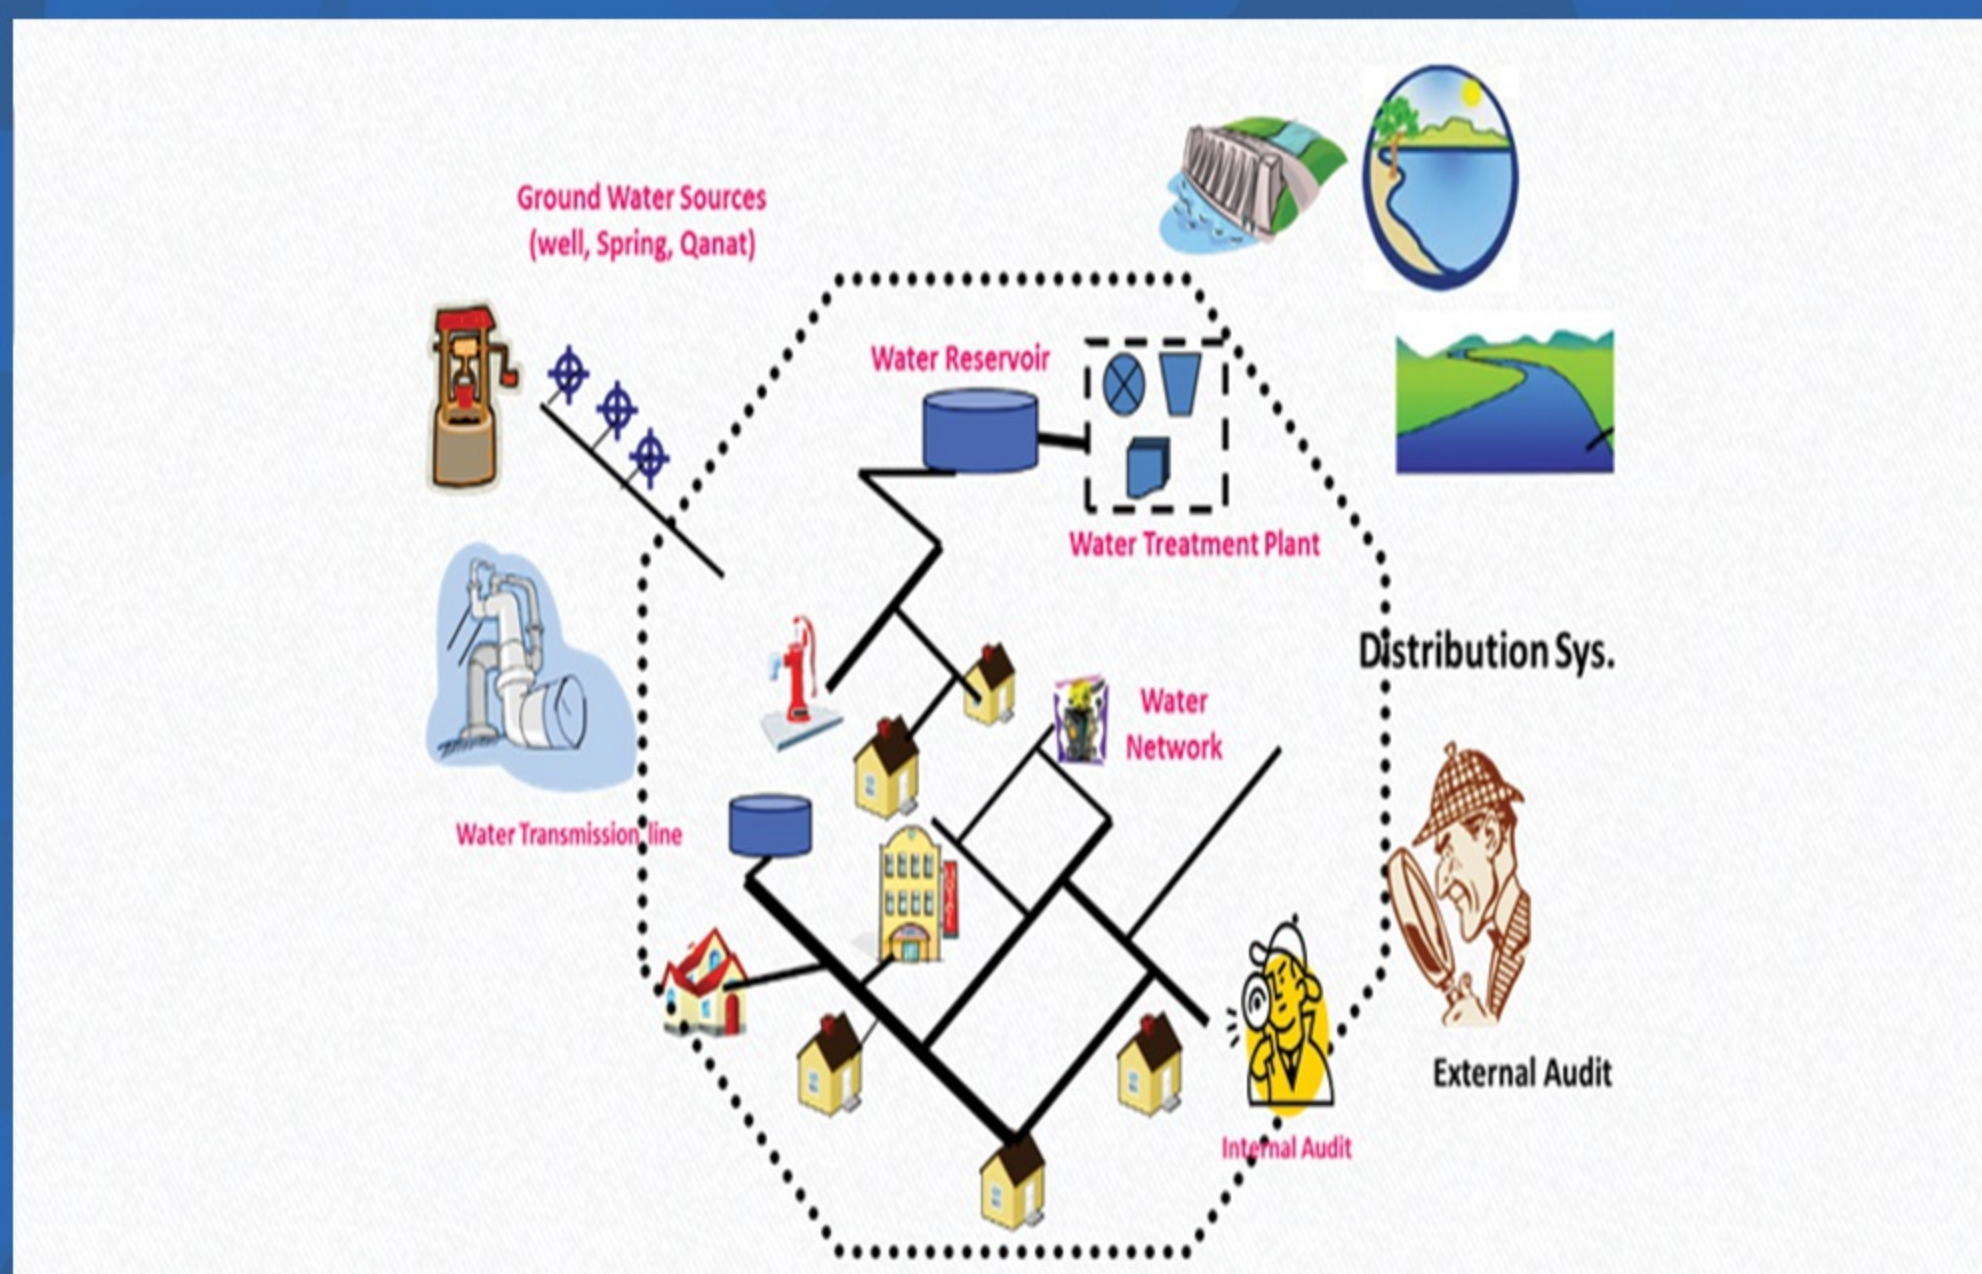 Ground Water Sources
(well, Spring, Qanat)
Water Reservoir
Water Treatment Plant
Distribution Sys.
Water
Network
Water Transmission line
External Audit
Internal Audit